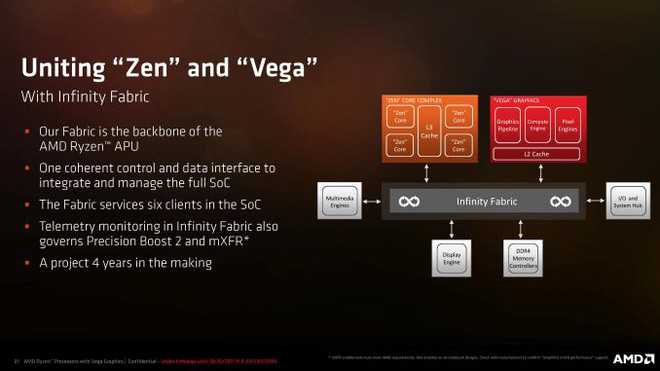 Uniting “Zen” and “Vega”
With Infinity Fabric
Our Fabric is the backbone of the
AMD Ryzen™ APU
One coherent control and data interface to
integrate and manage the full SoC
The Fabric services six clients in the SoC
Telemetry monitoring in Infinity Fabric also
governs Precision Boost 2 and mXFR*
A project 4 years in the making
"ZEN" CORE COMPLEX
"Zen"
Core
"Zen"
Core
L3
Cache
"Zen"
Core
"Zen"
Core
"VEGA" GRAPHICS
Graphics
Pipeline
Compute
Engine
Pixel
Engines
L2 Cache
Multimedia
Engines
Infinity Fabric
I/O and
System Hub
Display
Engine
DDR4
Memory
Controllers
37 AMD Ryzen™ Processors with Vega Graphics | Confidential –
AMD